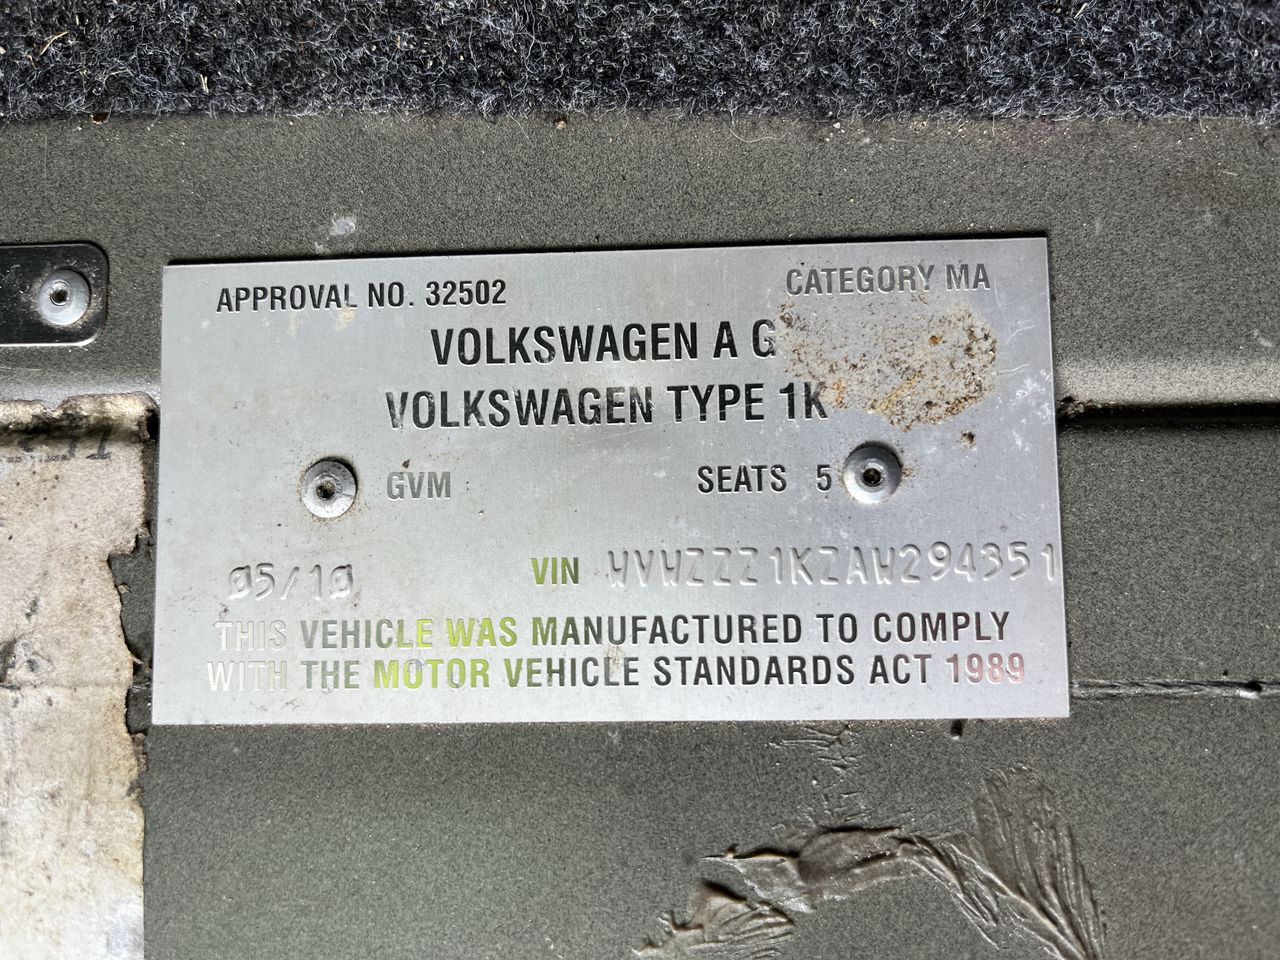 APPROVAL NO. 32502 CATEGORY MA
VOLKSWAGEN A G
VOLKSWAGEN TYPE 1K
GVM SEATS 5
05/10 VIN WVWZZZ1KZAW294351
THIS VEHICLE WAS MANUFACTURED TO COMPLY
WITH THE MOTOR VEHICLE STANDARDS ACT 1989